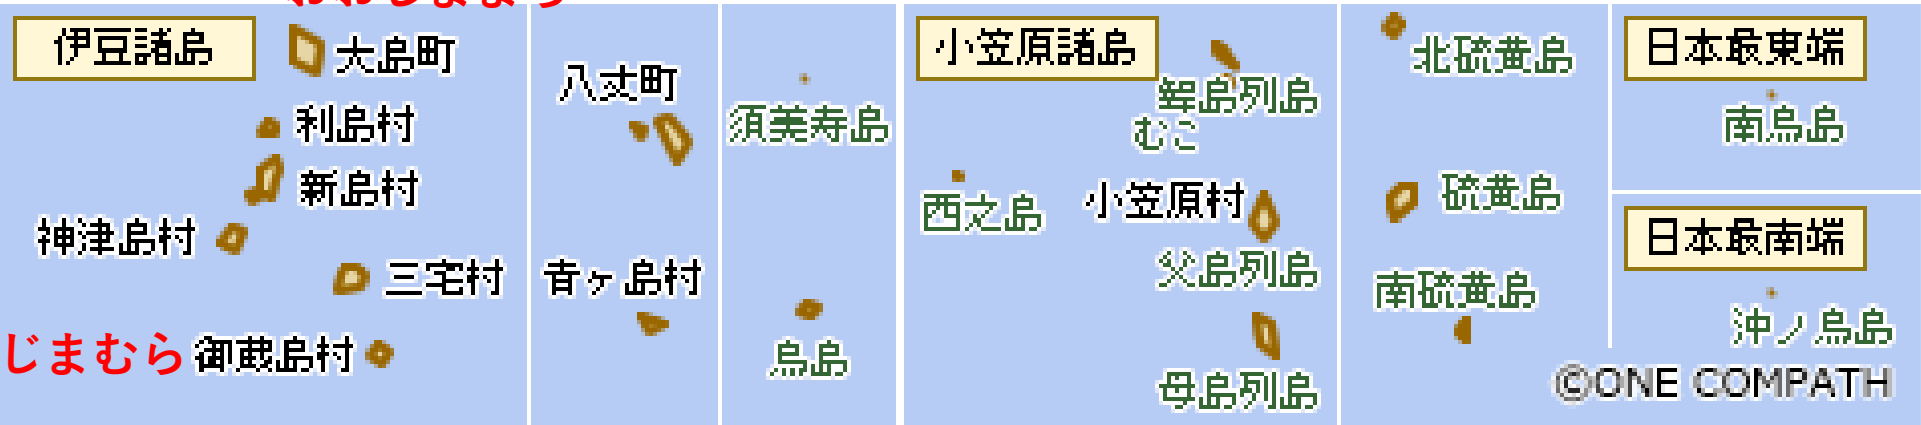 伊豆諸島
大島町
利島村
新島村
神津島村
三宅村
じまむら
御蔵島村
八丈町
青ヶ島村
須美寿島
鳥島
小笠原諸島
聟島列島
むこ
西之島
小笠原村
父島列島
母島列島
北硫黄島
硫黄島
南硫黄島
日本最東端
南鳥島
日本最南端
沖ノ鳥島
©ONE COMPATH